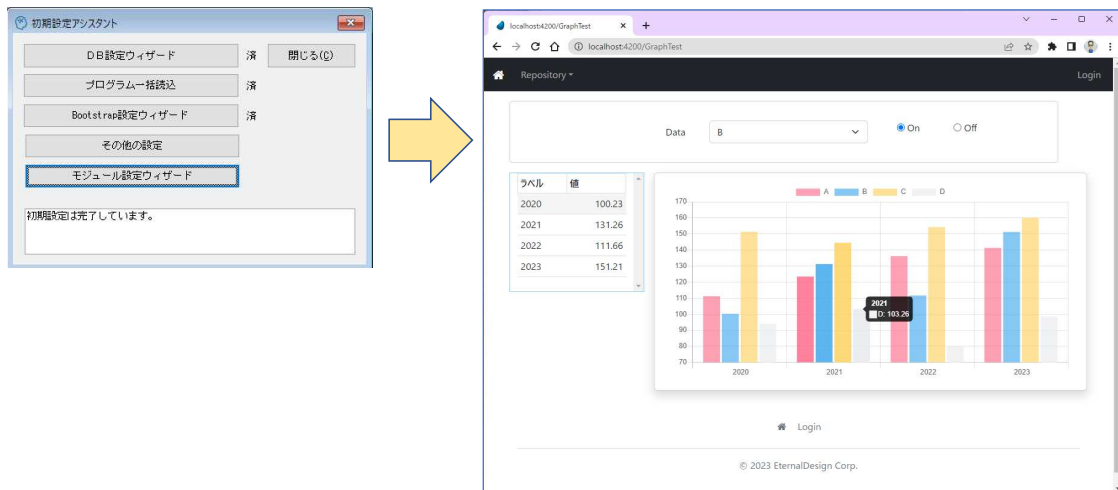 初期設定アシスタント
DB設定ウィザード 済 閉じる(C)
プログラム一括読込 済
Bootstrap設定ウィザード 済
その他の設定
モジュール設定ウィザード
初期設定は完了しています。
localhost:4200/GraphTest
localhost:4200/GraphTest
Repository Login
Data B On Off
ラベル 値
2020 100.23
2021 131.26
2022 111.66
2023 151.21
A B C D
170
160
150
140
130
120
110
100
90
80
70
2021
D: 103.26
2020 2021 2022 2023
Login
© 2023 EternalDesign Corp.